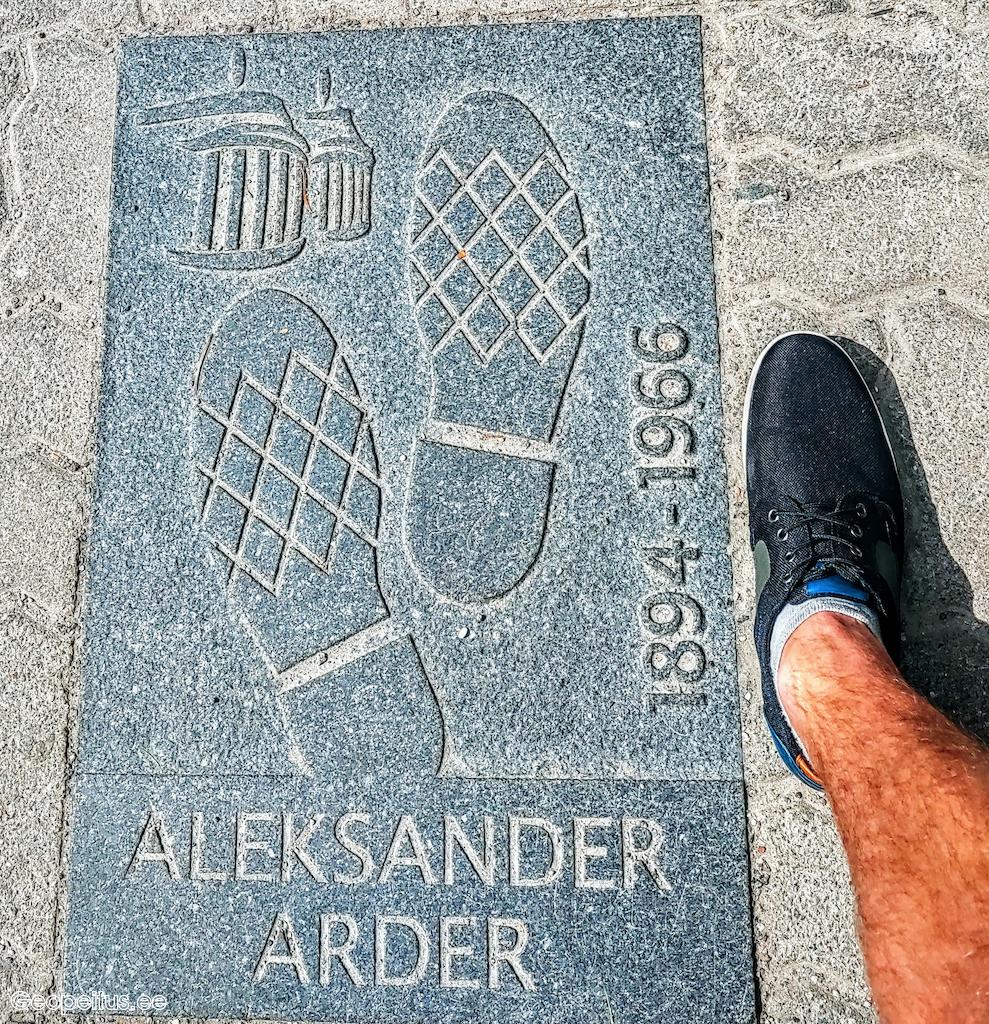 1894-1966
ALEKSANDER
ARDER
Geopeitus.ee